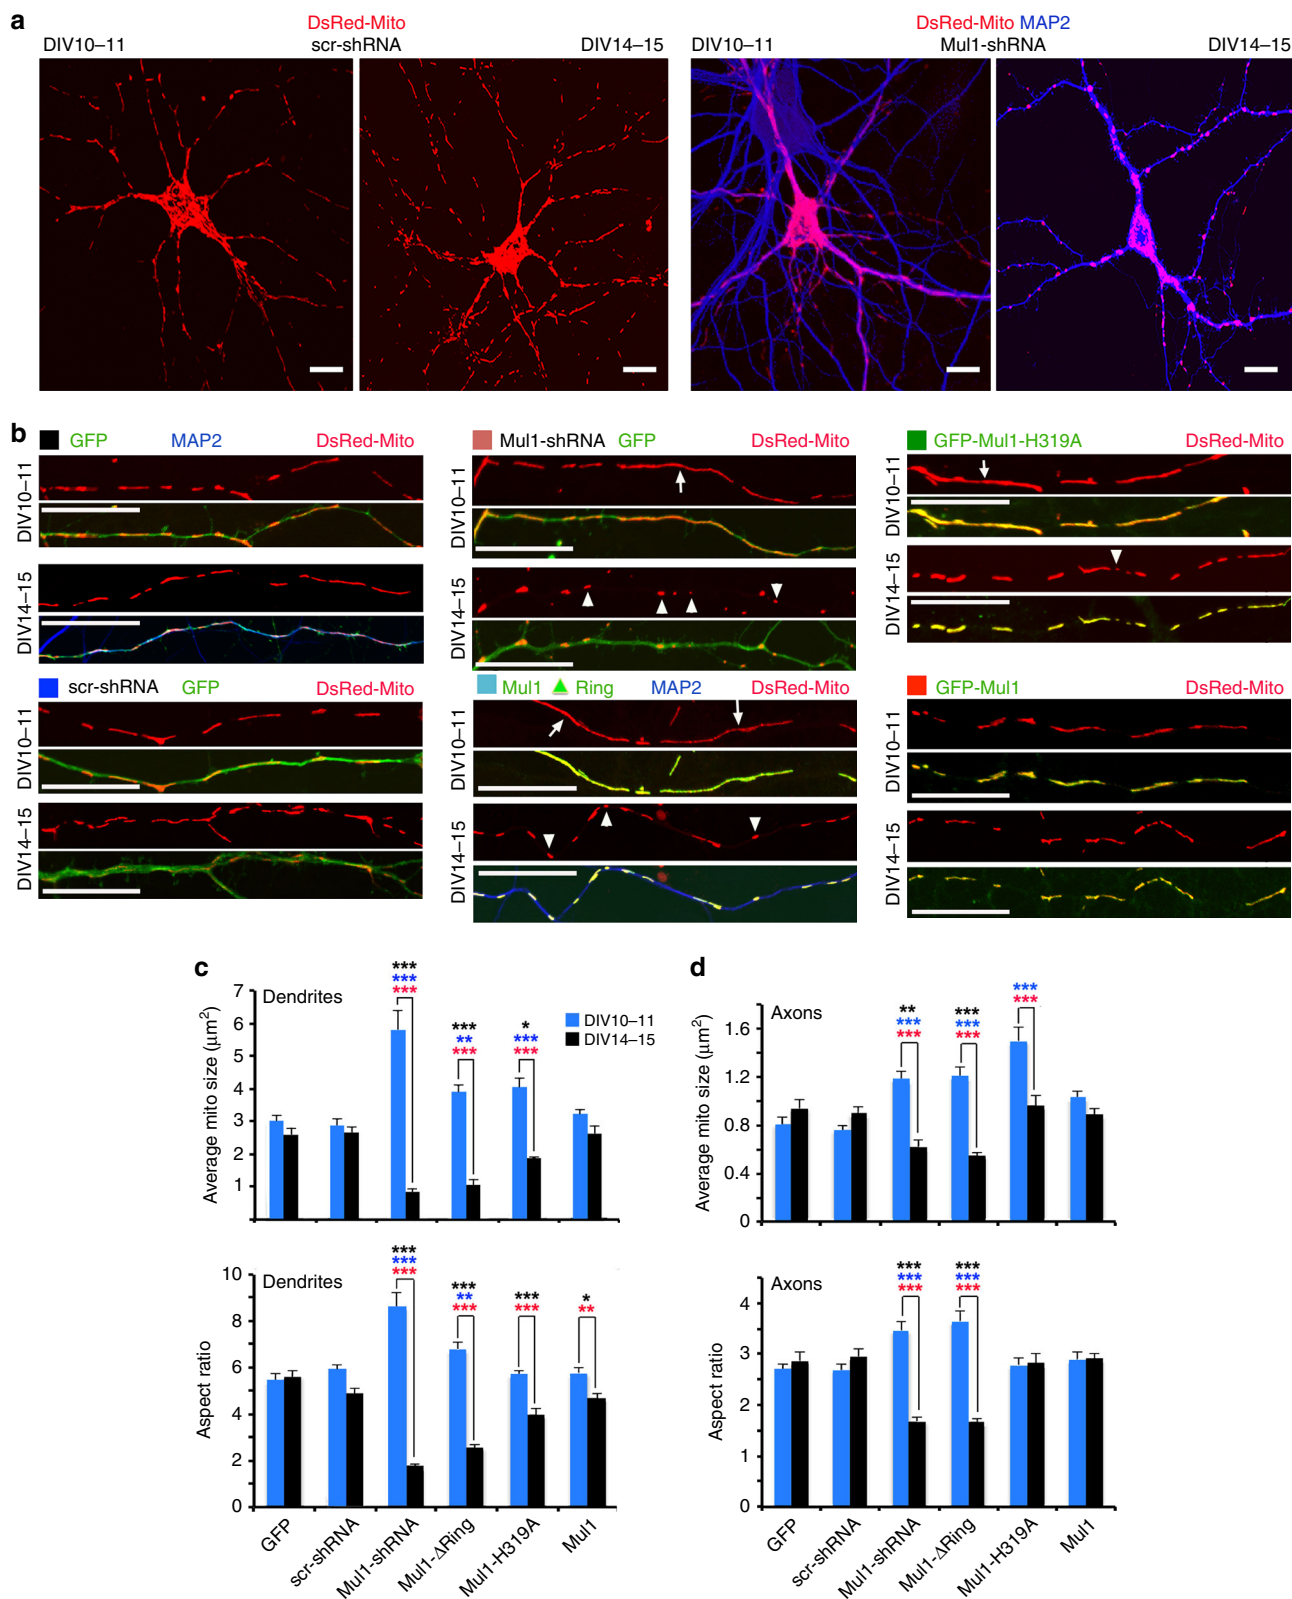 a
DsRed-Mito
DIV10–11 scr-shRNA DIV14–15
DsRed-Mito MAP2
DIV10–11 Mul1-shRNA DIV14–15
b
GFP MAP2 DsRed-Mito
DIV10–11
DIV14–15
scr-shRNA GFP DsRed-Mito
DIV10–11
DIV14–15
Mul1-shRNA GFP DsRed-Mito
DIV10–11
DIV14–15
Mul1 Ring MAP2 DsRed-Mito
DIV10–11
DIV14–15
GFP-Mul1-H319A DsRed-Mito
DIV10–11
DIV14–15
GFP-Mul1 DsRed-Mito
DIV10–11
DIV14–15
c
Dendrites
Average mito size (μm²)
7
6
5
4
3
2
1
***
***
***
***
**
***
*
***
***
DIV10–11
DIV14–15
Dendrites
Aspect ratio
10
8
6
4
2
0
***
***
***
***
**
***
***
***
*
**
GFP
scr-shRNA
Mul1-shRNA
Mul1-ΔRing
Mul1-H319A
Mul1
d
Axons
Average mito size (μm²)
1.6
1.2
0.8
0.4
0
**
***
***
***
***
***
***
***
Axons
Aspect ratio
4
3
2
1
0
***
***
***
***
***
***
GFP
scr-shRNA
Mul1-shRNA
Mul1-ΔRing
Mul1-H319A
Mul1